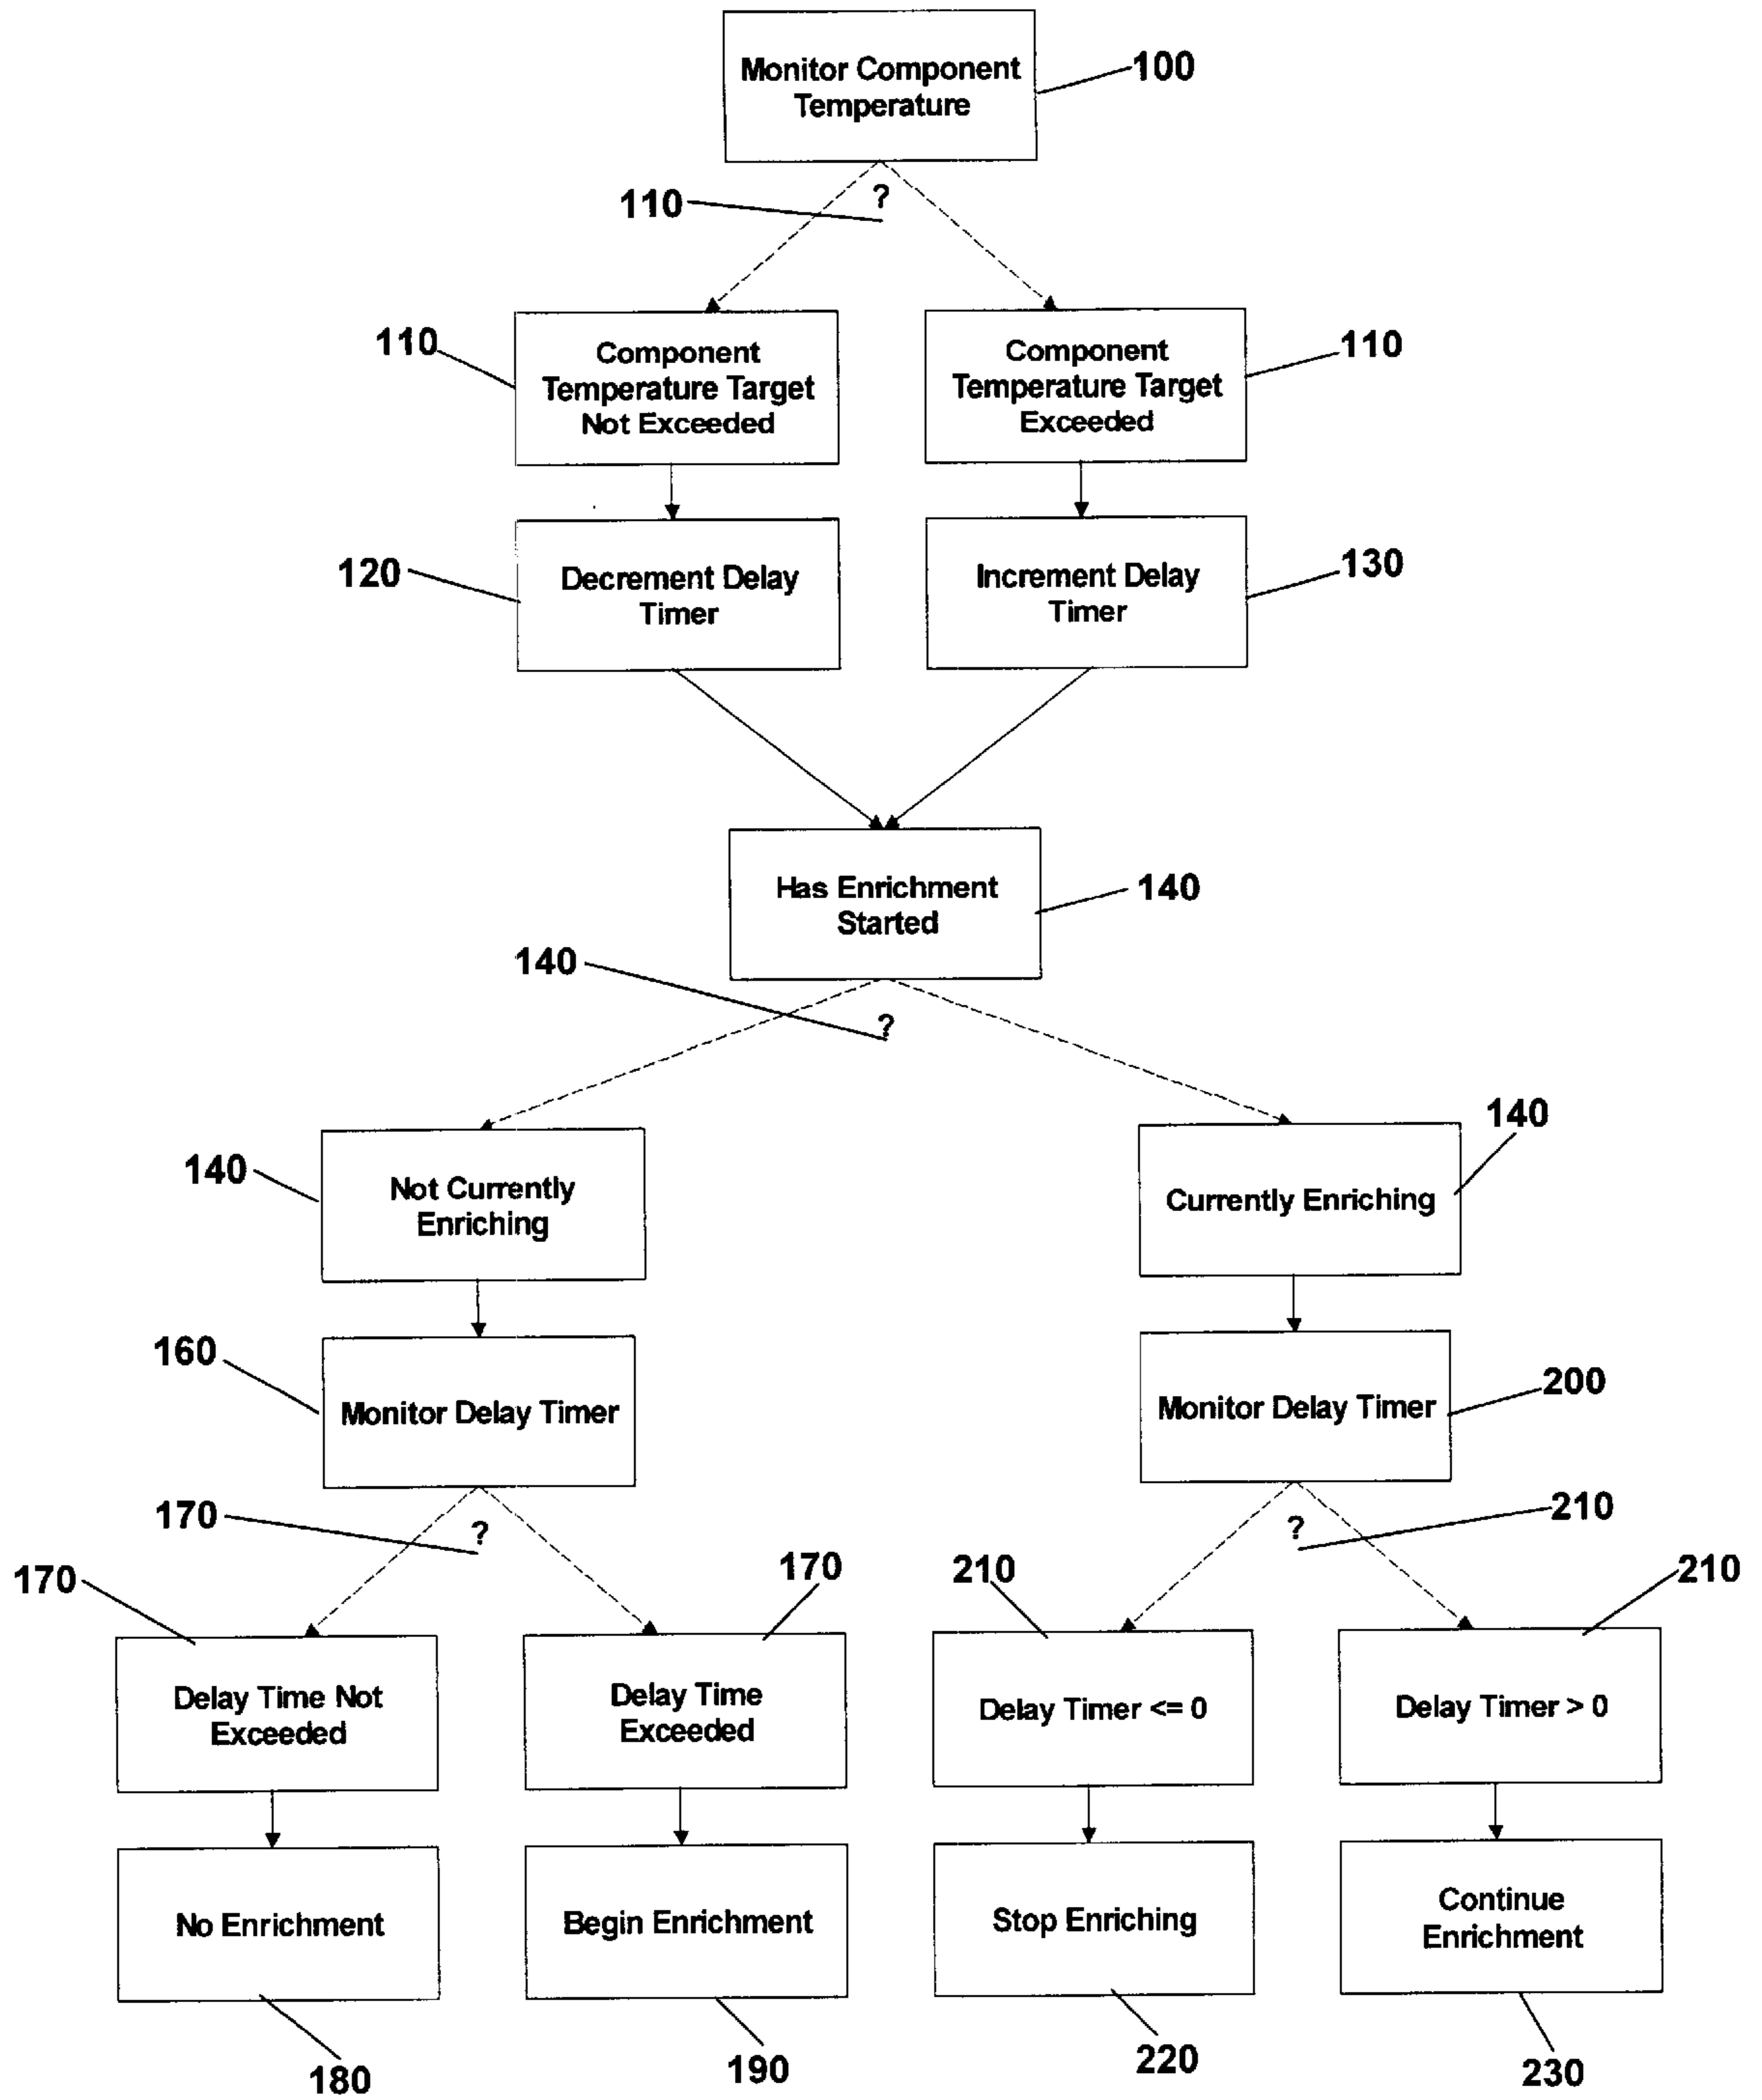 Monitor Component
Temperature
100
?
110
110
Component
Temperature Target
Not Exceeded
Component
Temperature Target
Exceeded
110
120
Decrement Delay
Timer
Increment Delay
Timer
130
Has Enrichment
Started
140
140
?
140
Not Currently
Enriching
140
Currently Enriching
160
Monitor Delay Timer
Monitor Delay Timer
200
170
?
?
210
170
170
210
210
Delay Time Not
Exceeded
Delay Time
Exceeded
Delay Timer <= 0
Delay Timer > 0
No Enrichment
Begin Enrichment
Stop Enriching
Continue
Enrichment
180
190
220
230